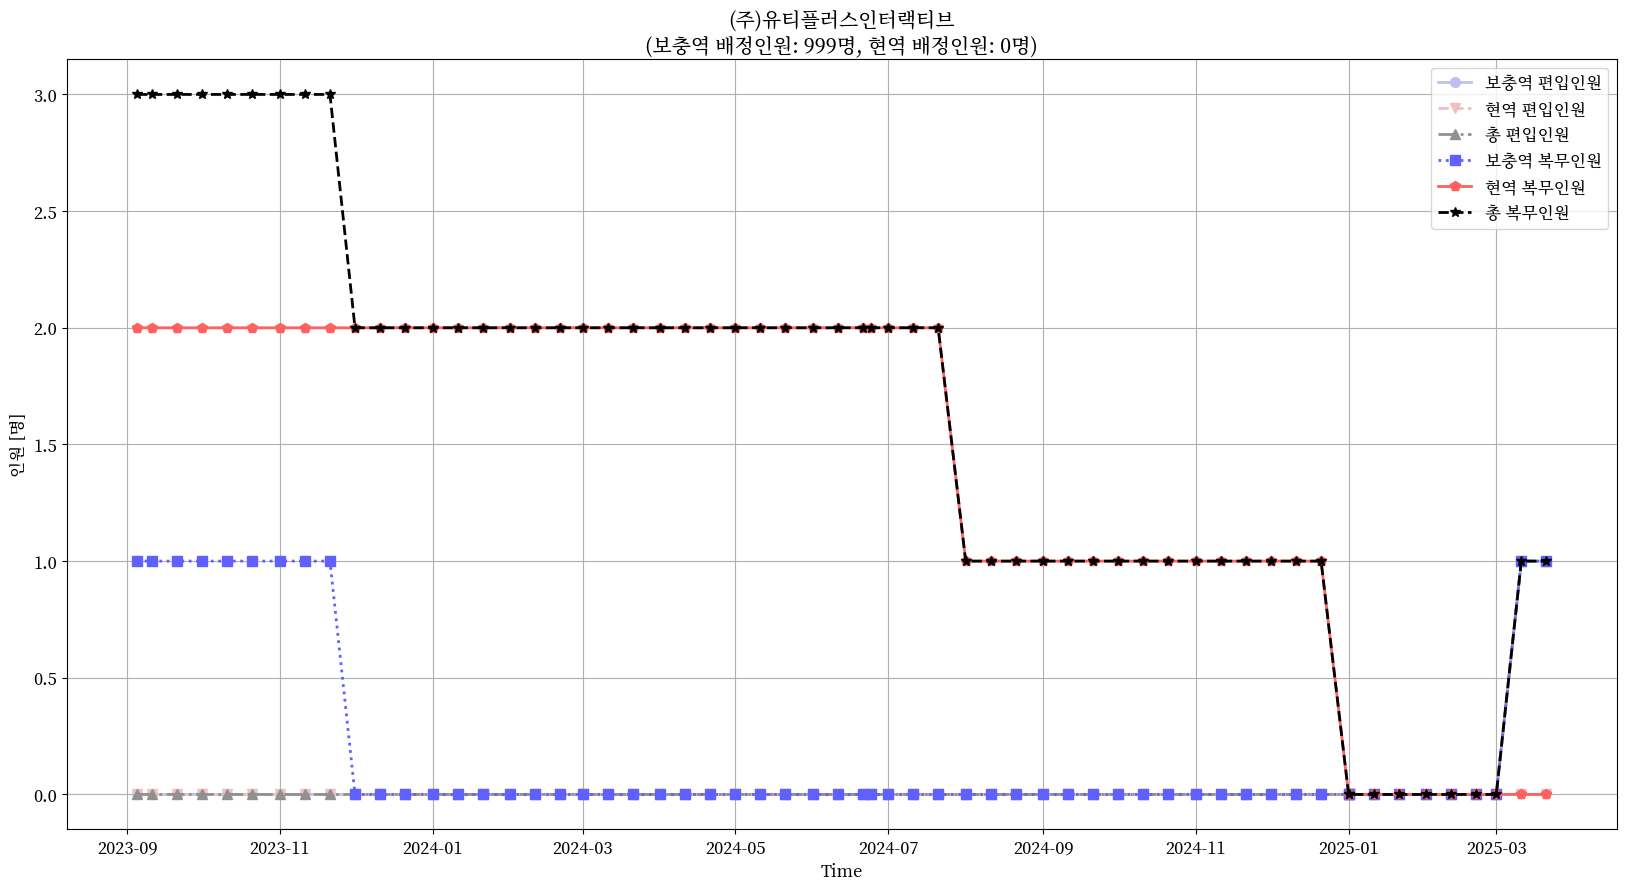 (주)유티플러스인터랙티브
(보충역 배정인원: 999명, 현역 배정인원: 0명)
보충역 편입인원
현역 편입인원
총 편입인원
보충역 복무인원
현역 복무인원
총 복무인원
인원 [명]
3.0
2.5
2.0
1.5
1.0
0.5
0.0
2023-09 2023-11 2024-01 2024-03 2024-05 2024-07 2024-09 2024-11 2025-01 2025-03
Time